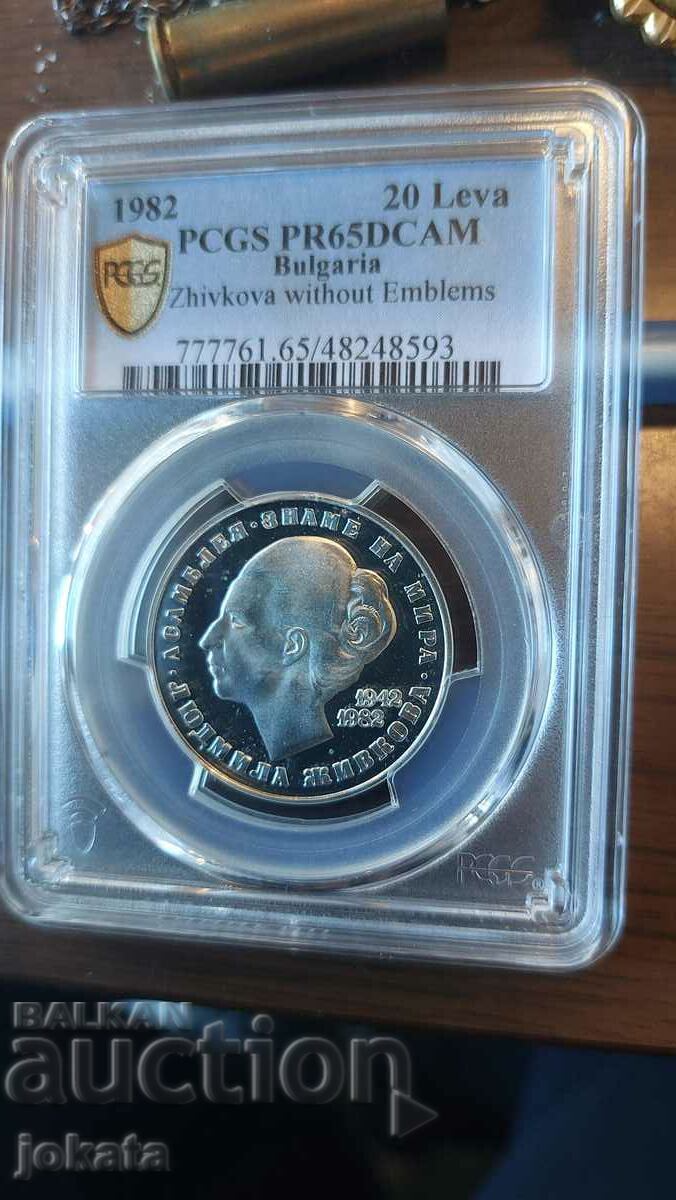 1982 20 Leva
PCGS PR65DCAM
Bulgaria
Zhivkova without Emblems
777761.65/48248593
PCGS
АСАМБЛЕЯ · ЗНАМЕ НА МИРА ·
1942
1982
ЛЮДМИЛА ЖИВКОВА
PCGS
BALKAN
auction
jokata